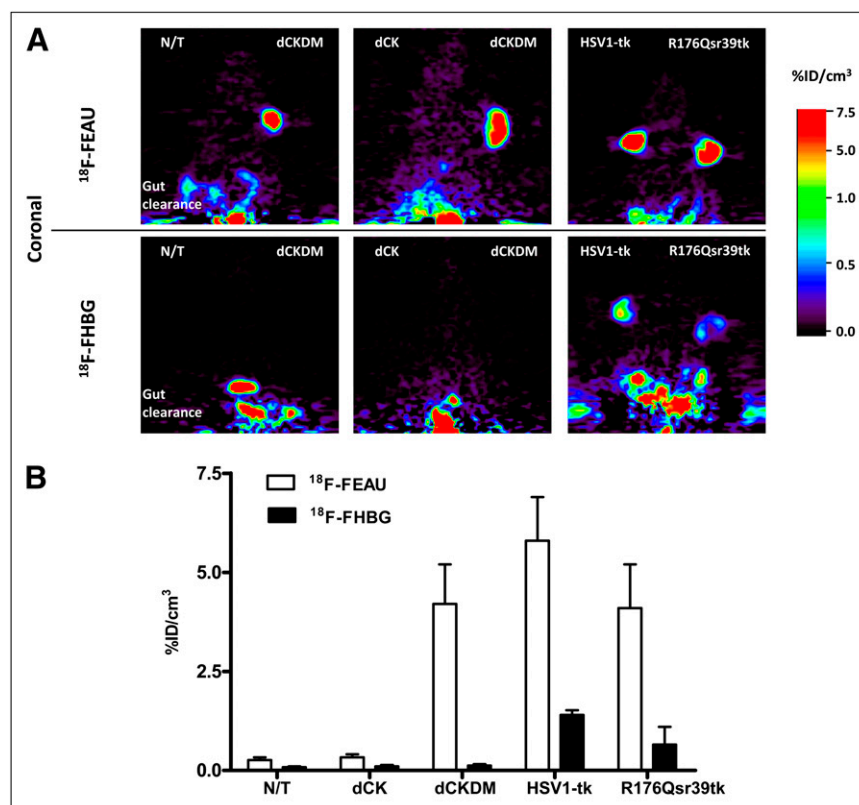 A
N/T dCKDM dCK dCKDM HSV1-tk R176Qsr39tk
%ID/cm³
Coronal
¹⁸F-FEAU
Gut
clearance
7.5
5.0
1.0
0.5
0.0
N/T dCKDM dCK dCKDM HSV1-tk R176Qsr39tk
¹⁸F-FHBG
Gut
clearance
B
¹⁸F-FEAU
¹⁸F-FHBG
%ID/cm³
7.5
5.0
2.5
0.0
N/T dCK dCKDM HSV1-tk R176Qsr39tk